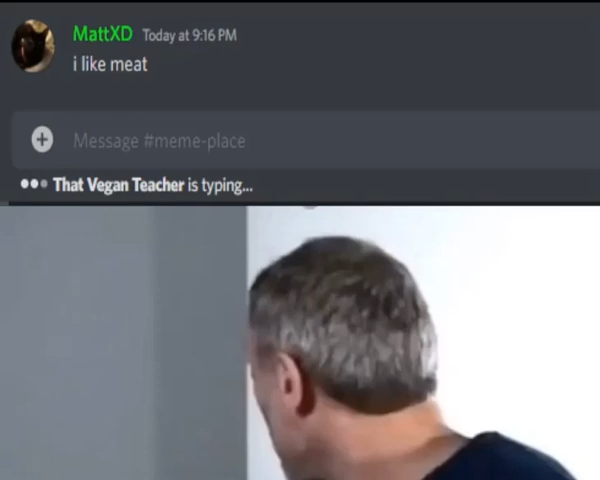 MattXD Today at 9:16 PM
i like meat
Message #meme-place
That Vegan Teacher is typing...